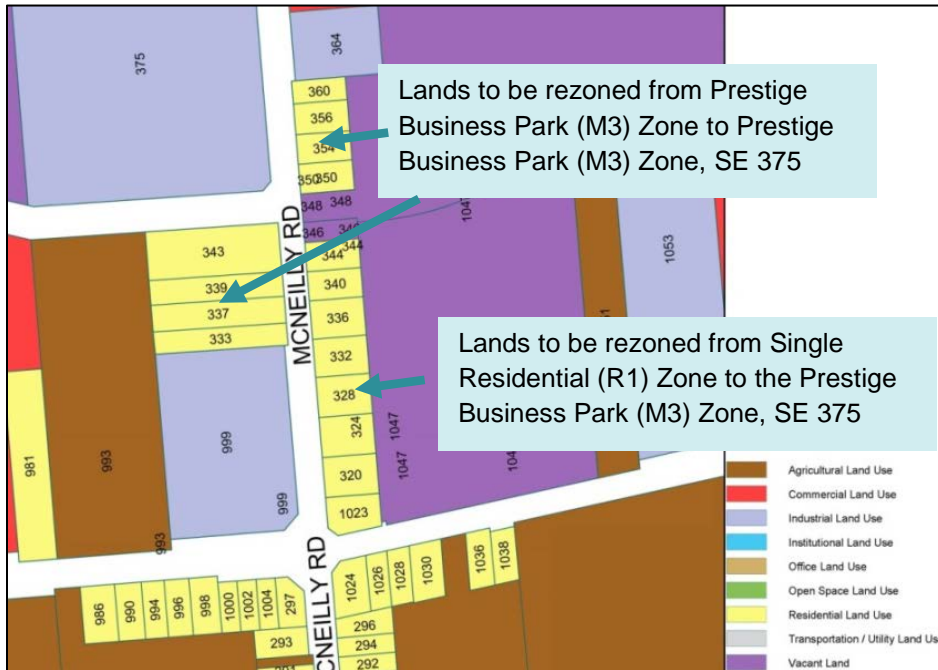 375
364
360
356
354
350 350
348 348
346 346
344 344
1047
1053
Lands to be rezoned from Prestige
Business Park (M3) Zone to Prestige
Business Park (M3) Zone, SE 375
MCNEILLY RD
343
339
337
333
340
336
332
328
324
320
1023
Lands to be rezoned from Single
Residential (R1) Zone to the Prestige
Business Park (M3) Zone, SE 375
981
993
999
999
993
1047
1047
MCNEILLY RD
986
990
994
996
998
1000
1002
1004
297
293
1024
1026
1028
1030
1036
1038
296
294
292
Agricultural Land Use
Commercial Land Use
Industrial Land Use
Institutional Land Use
Office Land Use
Open Space Land Use
Residential Land Use
Transportation / Utility Land Us
Vacant Land